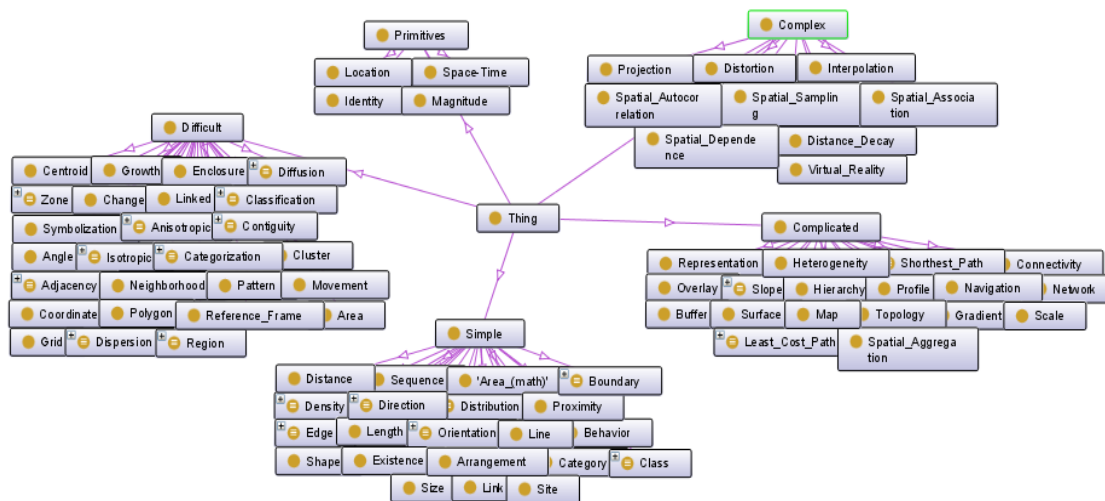 Primitives
Location
Space-Time
Identity
Magnitude
Complex
Projection
Distortion
Interpolation
Spatial_Autocor
relation
Spatial_Samplin
g
Spatial_Associa
tion
Spatial_Depende
nce
Distance_Decay
Virtual_Reality
Difficult
Centroid
Growth
Enclosure
Diffusion
Zone
Change
Linked
Classification
Symbolization
Anisotropic
Contiguity
Angle
Isotropic
Categorization
Cluster
Adjacency
Neighborhood
Pattern
Movement
Coordinate
Polygon
Reference_Frame
Area
Grid
Dispersion
Region
Thing
Complicated
Representation
Heterogeneity
Shorthest_Path
Connectivity
Overlay
Slope
Hierarchy
Profile
Navigation
Network
Buffer
Surface
Map
Topology
Gradient
Scale
Least_Cost_Path
Spatial_Aggrega
tion
Simple
Distance
Sequence
'Area_(math)'
Boundary
Density
Direction
Distribution
Proximity
Edge
Length
Orientation
Line
Behavior
Shape
Existence
Arrangement
Category
Class
Size
Link
Site